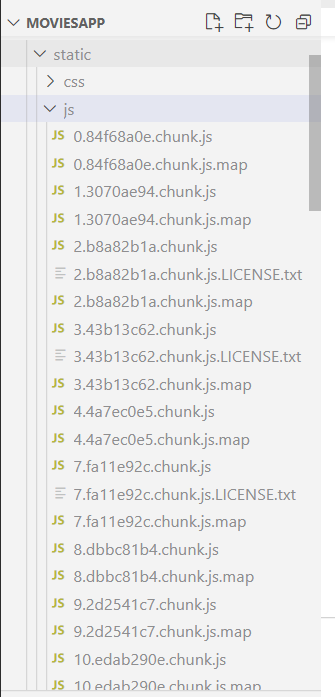 MOVIESAPP
static
css
js
JS 0.84f68a0e.chunk.js
JS 0.84f68a0e.chunk.js.map
JS 1.3070ae94.chunk.js
JS 1.3070ae94.chunk.js.map
JS 2.b8a82b1a.chunk.js
2.b8a82b1a.chunk.js.LICENSE.txt
JS 2.b8a82b1a.chunk.js.map
JS 3.43b13c62.chunk.js
3.43b13c62.chunk.js.LICENSE.txt
JS 3.43b13c62.chunk.js.map
JS 4.4a7ec0e5.chunk.js
JS 4.4a7ec0e5.chunk.js.map
JS 7.fa11e92c.chunk.js
7.fa11e92c.chunk.js.LICENSE.txt
JS 7.fa11e92c.chunk.js.map
JS 8.dbbc81b4.chunk.js
JS 8.dbbc81b4.chunk.js.map
JS 9.2d2541c7.chunk.js
JS 9.2d2541c7.chunk.js.map
JS 10.edab290e.chunk.js
JS 10.edab290e.chunk.js.map